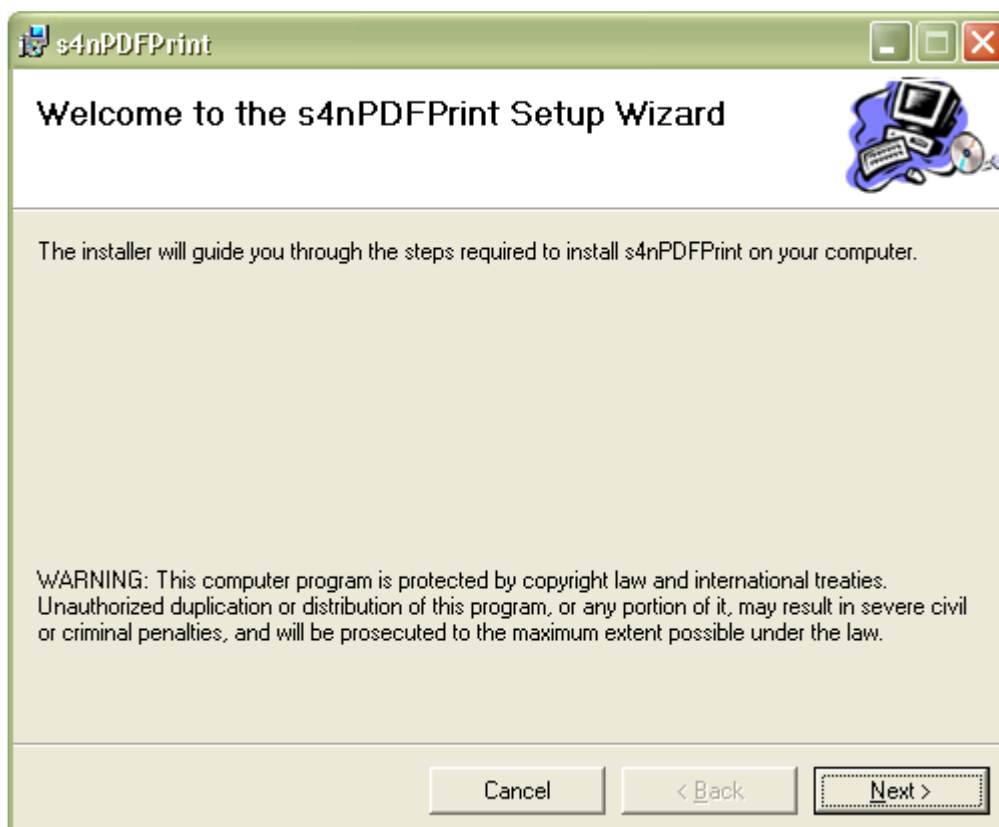 s4nPDFPrint
Welcome to the s4nPDFPrint Setup Wizard
The installer will guide you through the steps required to install s4nPDFPrint on your computer.
WARNING: This computer program is protected by copyright law and international treaties.
Unauthorized duplication or distribution of this program, or any portion of it, may result in severe civil
or criminal penalties, and will be prosecuted to the maximum extent possible under the law.
Cancel < Back Next >